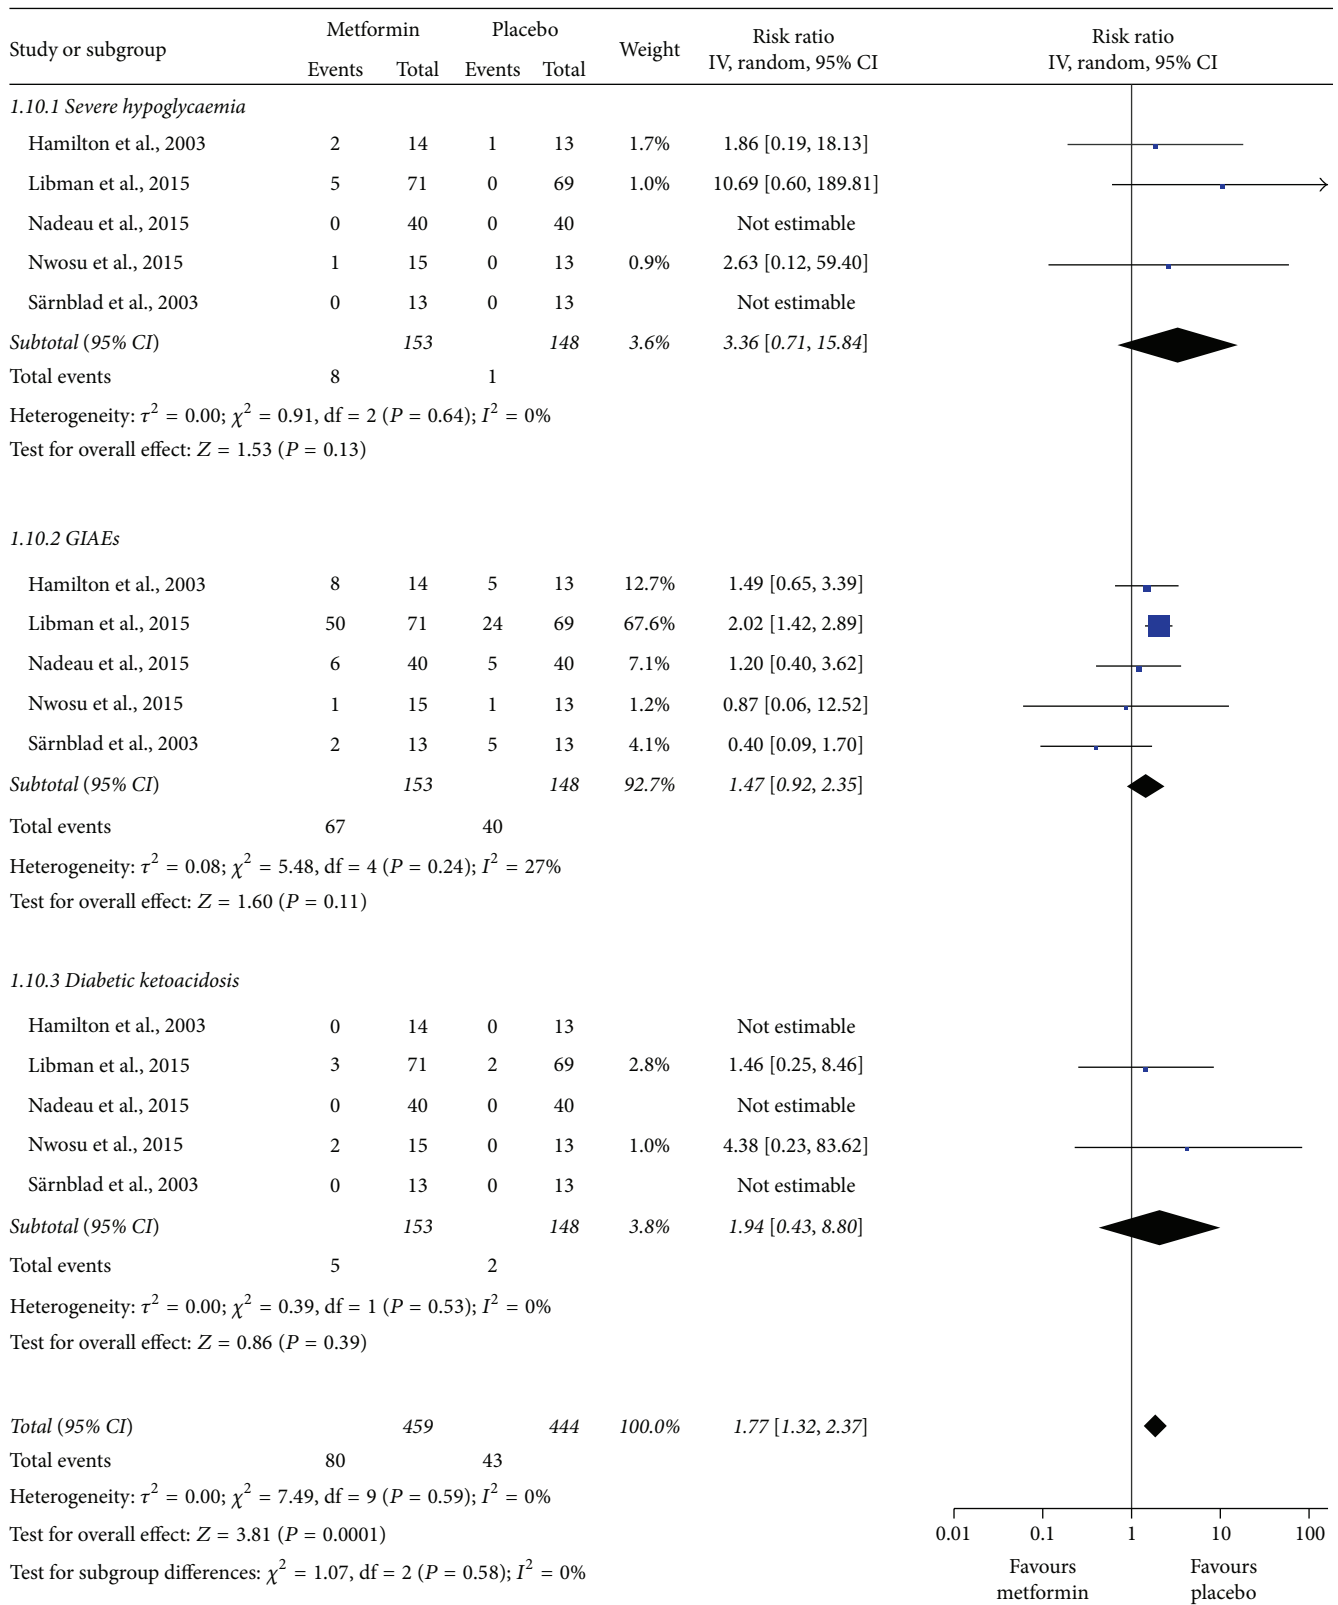 Study or subgroup Metformin Placebo Weight Risk ratio Risk ratio
Events Total Events Total IV, random, 95% CI IV, random, 95% CI
1.10.1 Severe hypoglycaemia
Hamilton et al., 2003 2 14 1 13 1.7% 1.86 [0.19, 18.13]
Libman et al., 2015 5 71 0 69 1.0% 10.69 [0.60, 189.81]
Nadeau et al., 2015 0 40 0 40 Not estimable
Nwosu et al., 2015 1 15 0 13 0.9% 2.63 [0.12, 59.40]
Särnblad et al., 2003 0 13 0 13 Not estimable
Subtotal (95% CI) 153 148 3.6% 3.36 [0.71, 15.84]
Total events 8 1
Heterogeneity: τ² = 0.00; χ² = 0.91, df = 2 (P = 0.64); I² = 0%
Test for overall effect: Z = 1.53 (P = 0.13)
1.10.2 GIAEs
Hamilton et al., 2003 8 14 5 13 12.7% 1.49 [0.65, 3.39]
Libman et al., 2015 50 71 24 69 67.6% 2.02 [1.42, 2.89]
Nadeau et al., 2015 6 40 5 40 7.1% 1.20 [0.40, 3.62]
Nwosu et al., 2015 1 15 1 13 1.2% 0.87 [0.06, 12.52]
Särnblad et al., 2003 2 13 5 13 4.1% 0.40 [0.09, 1.70]
Subtotal (95% CI) 153 148 92.7% 1.47 [0.92, 2.35]
Total events 67 40
Heterogeneity: τ² = 0.08; χ² = 5.48, df = 4 (P = 0.24); I² = 27%
Test for overall effect: Z = 1.60 (P = 0.11)
1.10.3 Diabetic ketoacidosis
Hamilton et al., 2003 0 14 0 13 Not estimable
Libman et al., 2015 3 71 2 69 2.8% 1.46 [0.25, 8.46]
Nadeau et al., 2015 0 40 0 40 Not estimable
Nwosu et al., 2015 2 15 0 13 1.0% 4.38 [0.23, 83.62]
Särnblad et al., 2003 0 13 0 13 Not estimable
Subtotal (95% CI) 153 148 3.8% 1.94 [0.43, 8.80]
Total events 5 2
Heterogeneity: τ² = 0.00; χ² = 0.39, df = 1 (P = 0.53); I² = 0%
Test for overall effect: Z = 0.86 (P = 0.39)
Total (95% CI) 459 444 100.0% 1.77 [1.32, 2.37]
Total events 80 43
Heterogeneity: τ² = 0.00; χ² = 7.49, df = 9 (P = 0.59); I² = 0%
Test for overall effect: Z = 3.81 (P = 0.0001)
Test for subgroup differences: χ² = 1.07, df = 2 (P = 0.58); I² = 0%
0.01 0.1 1 10 100
Favours Favours
metformin placebo